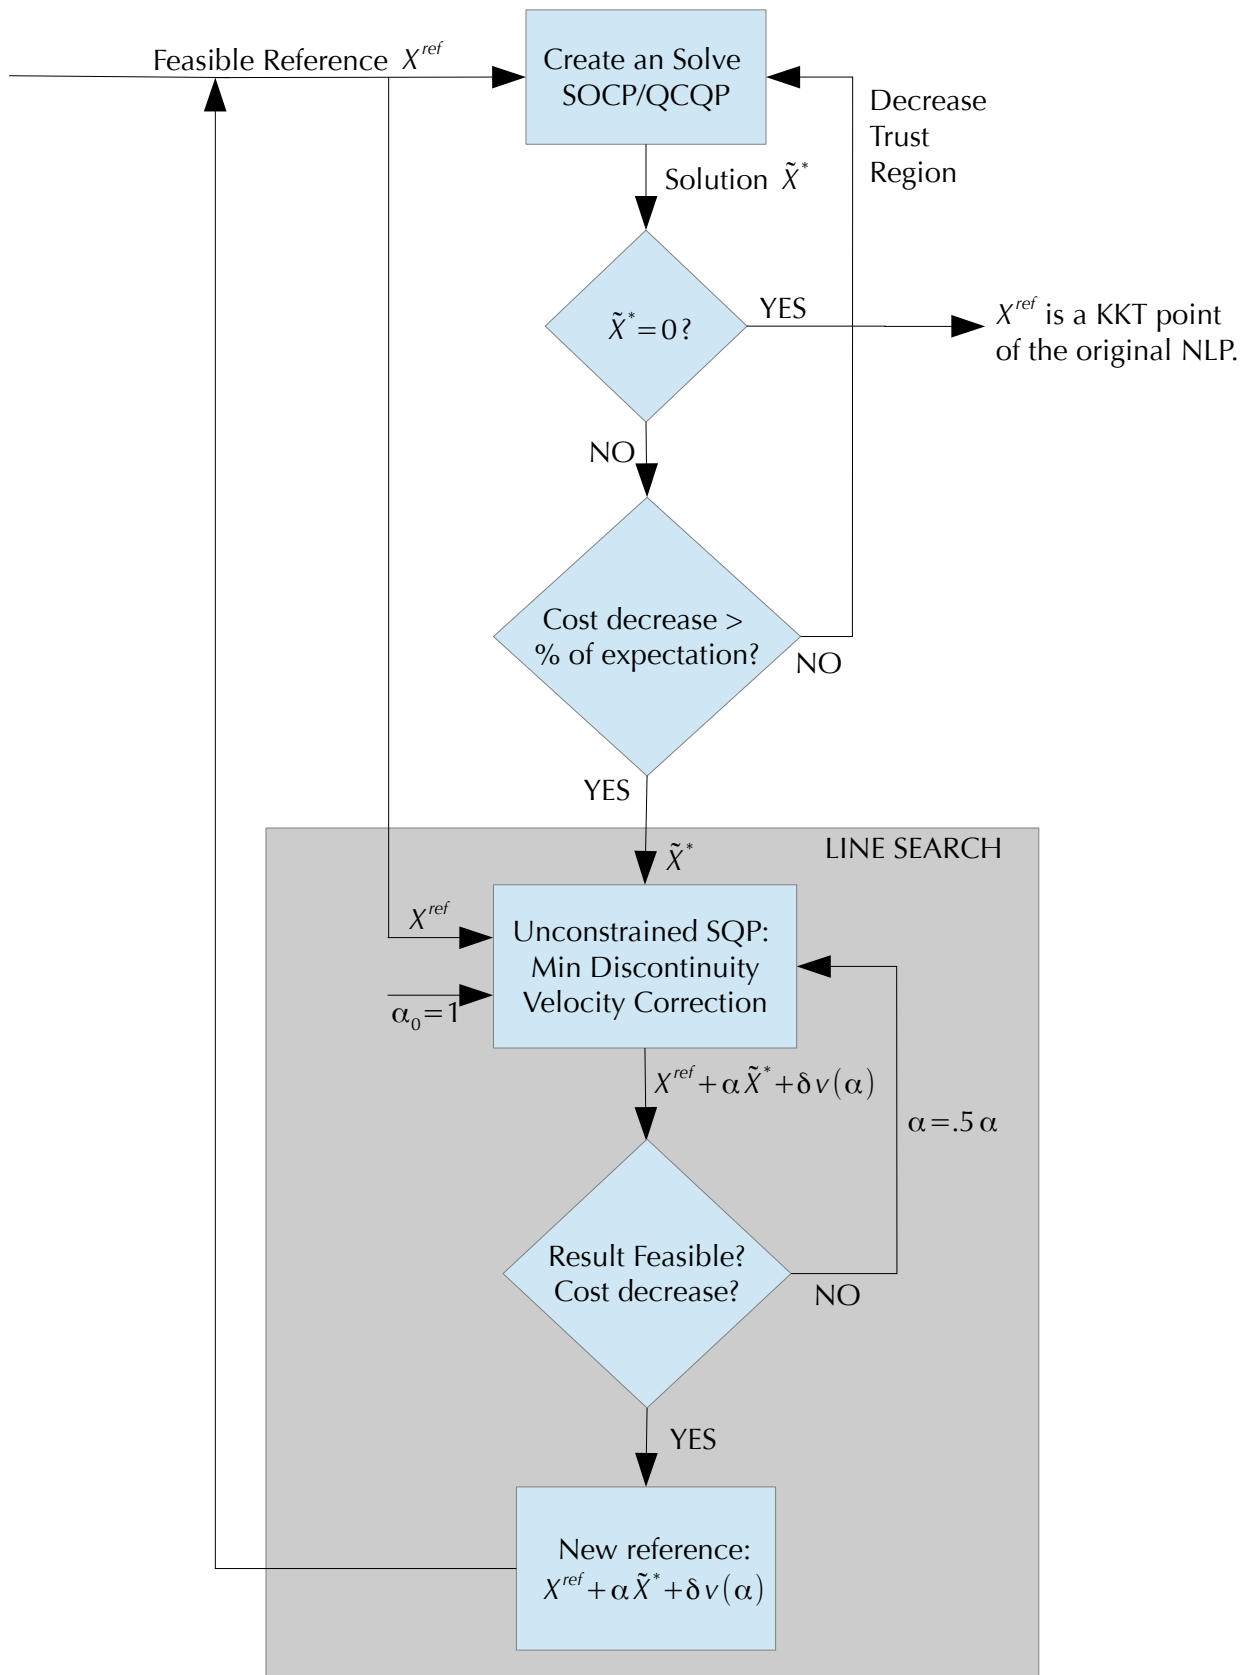 Feasible Reference X^ref
Create an Solve
SOCP/QCQP
Decrease
Trust
Region
Solution X̃*
X̃*=0?
YES
X^ref is a KKT point
of the original NLP.
NO
Cost decrease >
% of expectation?
NO
YES
LINE SEARCH
X̃*
X^ref
Unconstrained SQP:
Min Discontinuity
Velocity Correction
α₀=1
X^ref+αX̃*+δv(α)
α=.5α
Result Feasible?
Cost decrease?
NO
YES
New reference:
X^ref+αX̃*+δv(α)